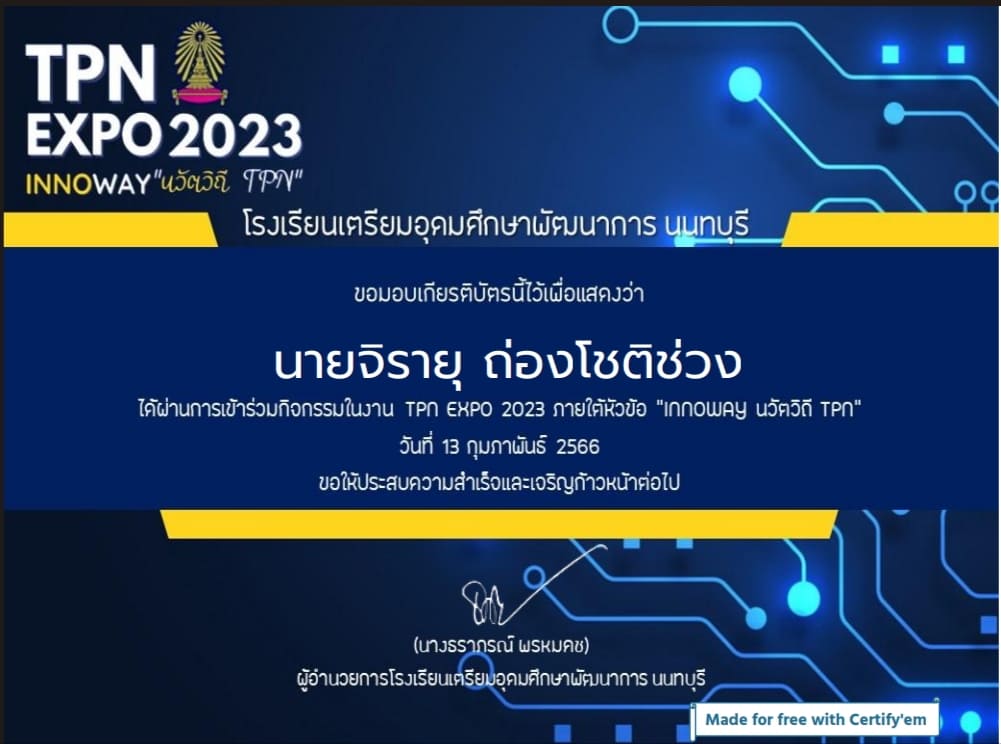 TPN
EXPO 2023
INNOWAY "นวัตวิถี TPN"
โรงเรียนเตรียมอุดมศึกษาพัฒนาการ นนทบุรี
ขอมอบเกียรติบัตรนี้ไว้เพื่อแสดงว่า
นายจิรายุ ถ่องโชติช่วง
ได้ผ่านการเข้าร่วมกิจกรรมในงาน TPN EXPO 2023 ภายใต้หัวข้อ "INNOWAY นวัตวิถี TPN"
วันที่ 13 กุมภาพันธ์ 2566
ขอให้ประสบความสำเร็จและเจริญก้าวหน้าต่อไป
(นางธราภรณ์ พรหมคช)
ผู้อำนวยการโรงเรียนเตรียมอุดมศึกษาพัฒนาการ นนทบุรี
Made for free with Certify'em